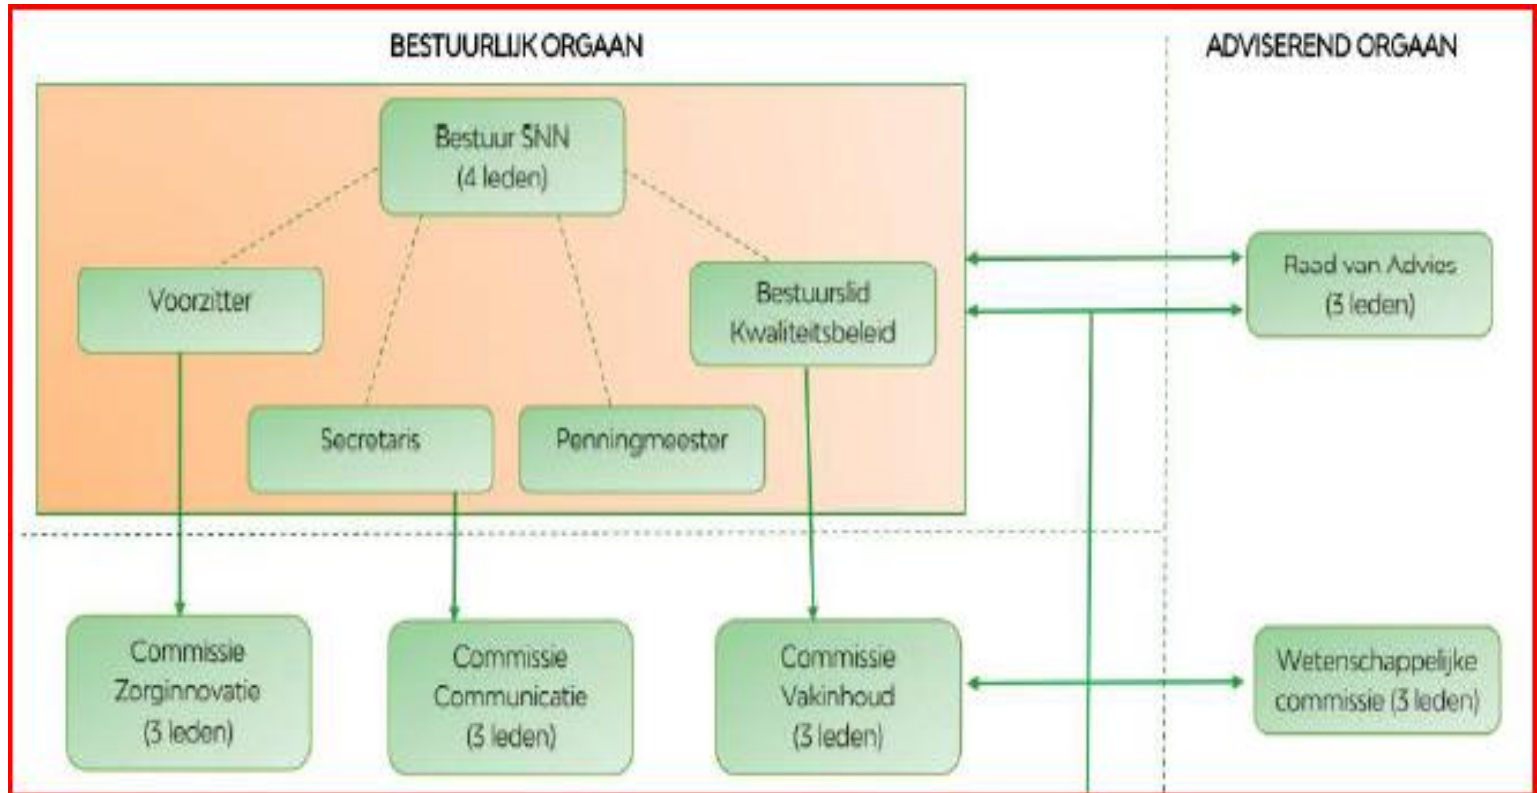 BESTUURLIJK ORGAAN
ADVISEREND ORGAAN
Bestuur SNN
(4 leden)
Voorzitter
Bestuurslid
Kwaliteitsbeleid
Raad van Advies
(3 leden)
Secretaris
Penningmeester
Commissie
Zorginnovatie
(3 leden)
Commissie
Communicatie
(3 leden)
Commissie
Vakinhoud
(3 leden)
Wetenschappelijke
commissie (3 leden)